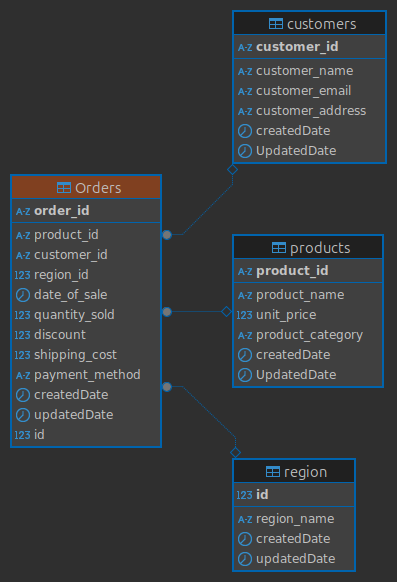 customers
A-Z customer_id
A-Z customer_name
A-Z customer_email
A-Z customer_address
createdDate
UpdatedDate
Orders
A-Z order_id
A-Z product_id
A-Z customer_id
123 region_id
date_of_sale
123 quantity_sold
123 discount
123 shipping_cost
A-Z payment_method
createdDate
updatedDate
123 id
products
A-Z product_id
A-Z product_name
123 unit_price
A-Z product_category
createdDate
UpdatedDate
region
123 id
A-Z region_name
createdDate
updatedDate